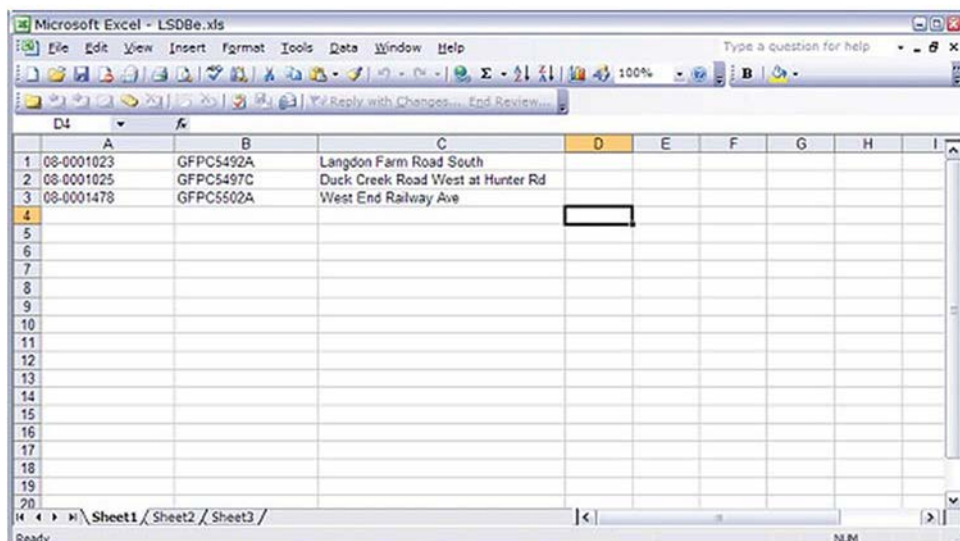 Microsoft Excel - LSDBe.xls
File Edit View Insert Format Tools Data Window Help Type a question for help
100% B
Reply with Changes... End Review...
D4 fx
A B C D E F G H I
1 08-0001023 GFPC5492A Langdon Farm Road South
2 08-0001025 GFPC5497C Duck Creek Road West at Hunter Rd
3 08-0001478 GFPC5502A West End Railway Ave
4
5
6
7
8
9
10
11
12
13
14
15
16
17
18
19
20
Sheet1 / Sheet2 / Sheet3 /
Ready NUM